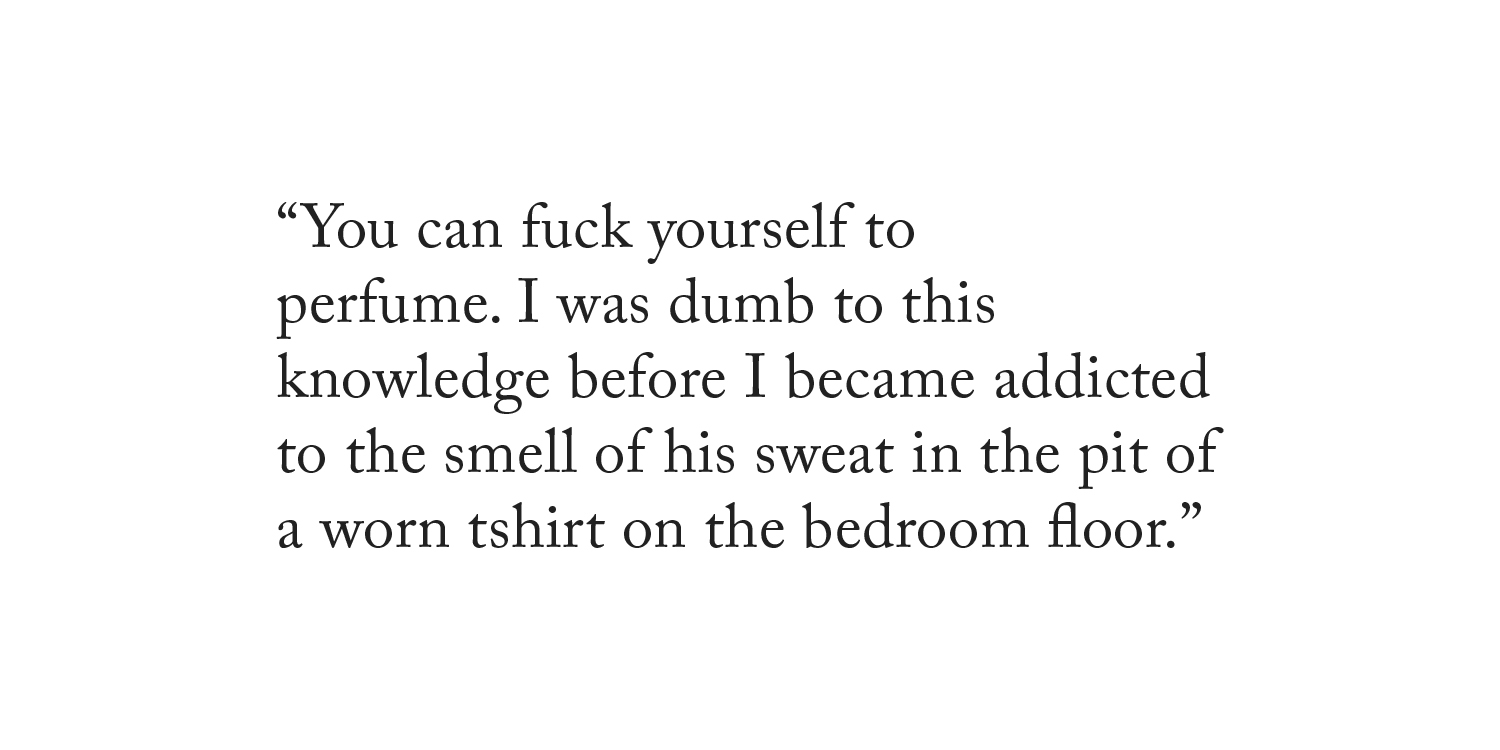 “You can fuck yourself to
perfume. I was dumb to this
knowledge before I became addicted
to the smell of his sweat in the pit of
a worn tshirt on the bedroom floor.”